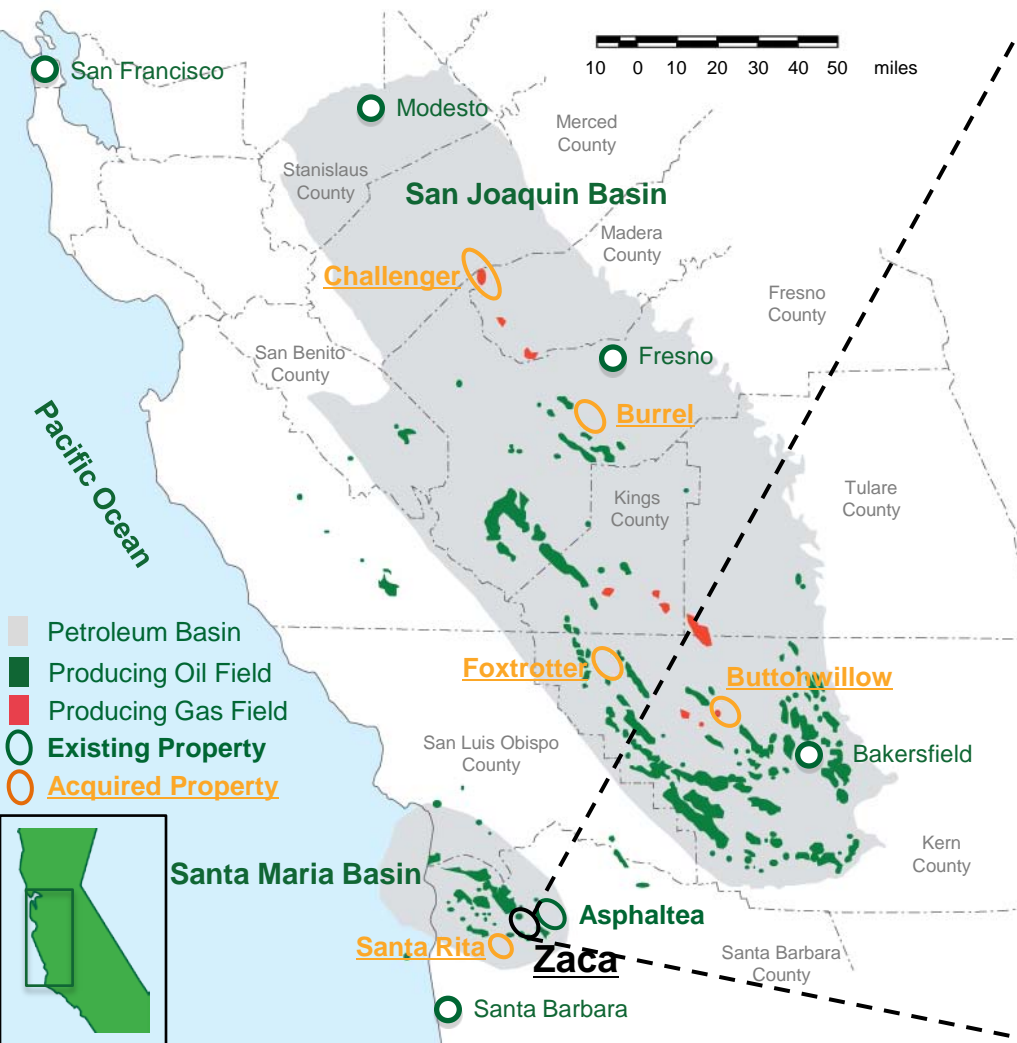 San Francisco
10 0 10 20 30 40 50 miles
Modesto
Merced
County
Stanislaus
County
San Joaquin Basin
Madera
County
Challenger
Fresno
County
San Benito
County
Fresno
Pacific Ocean
Burrel
Kings
County
Tulare
County
Petroleum Basin
Producing Oil Field
Producing Gas Field
Existing Property
Acquired Property
Foxtrotter
Buttonwillow
San Luis Obispo
County
Bakersfield
Kern
County
Santa Maria Basin
Asphaltea
Santa Rita
Zaca
Santa Barbara
County
Santa Barbara